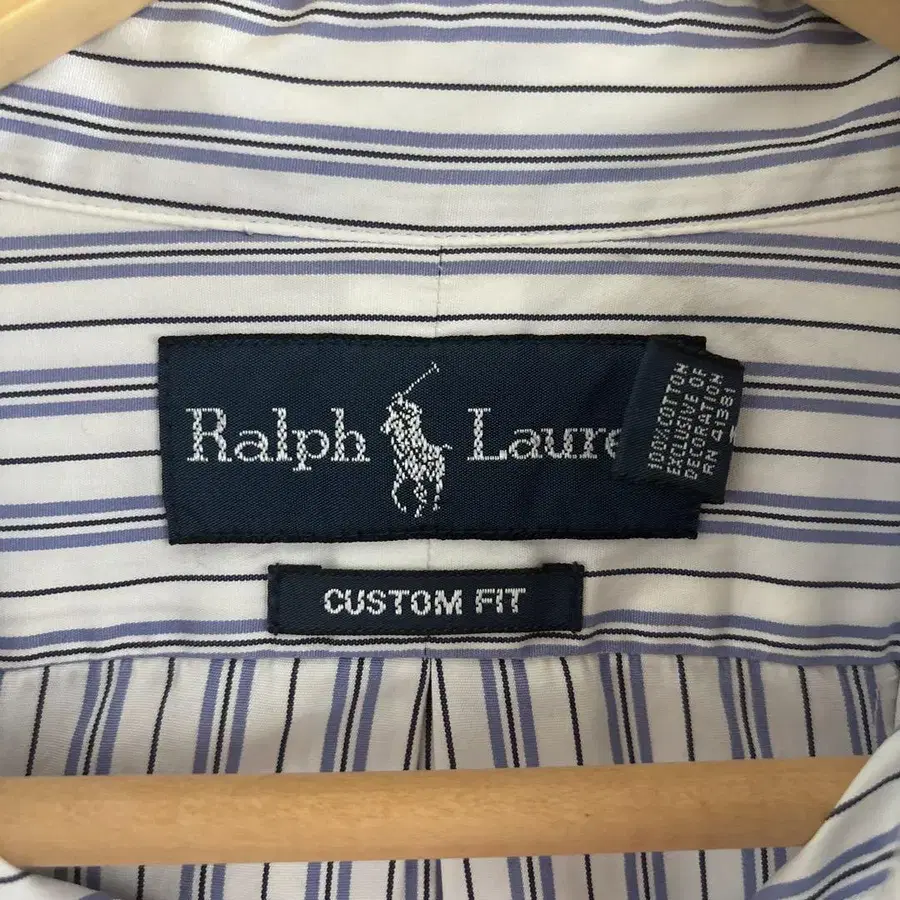 Ralph Laure
100% COTTON
EXCLUSIVE OF
DECORATION
RN 41381
CUSTOM FIT